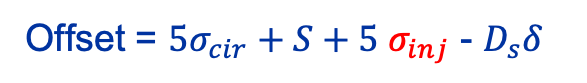 Offset = 5σ_cir + S + 5 σ_inj - D_sδ